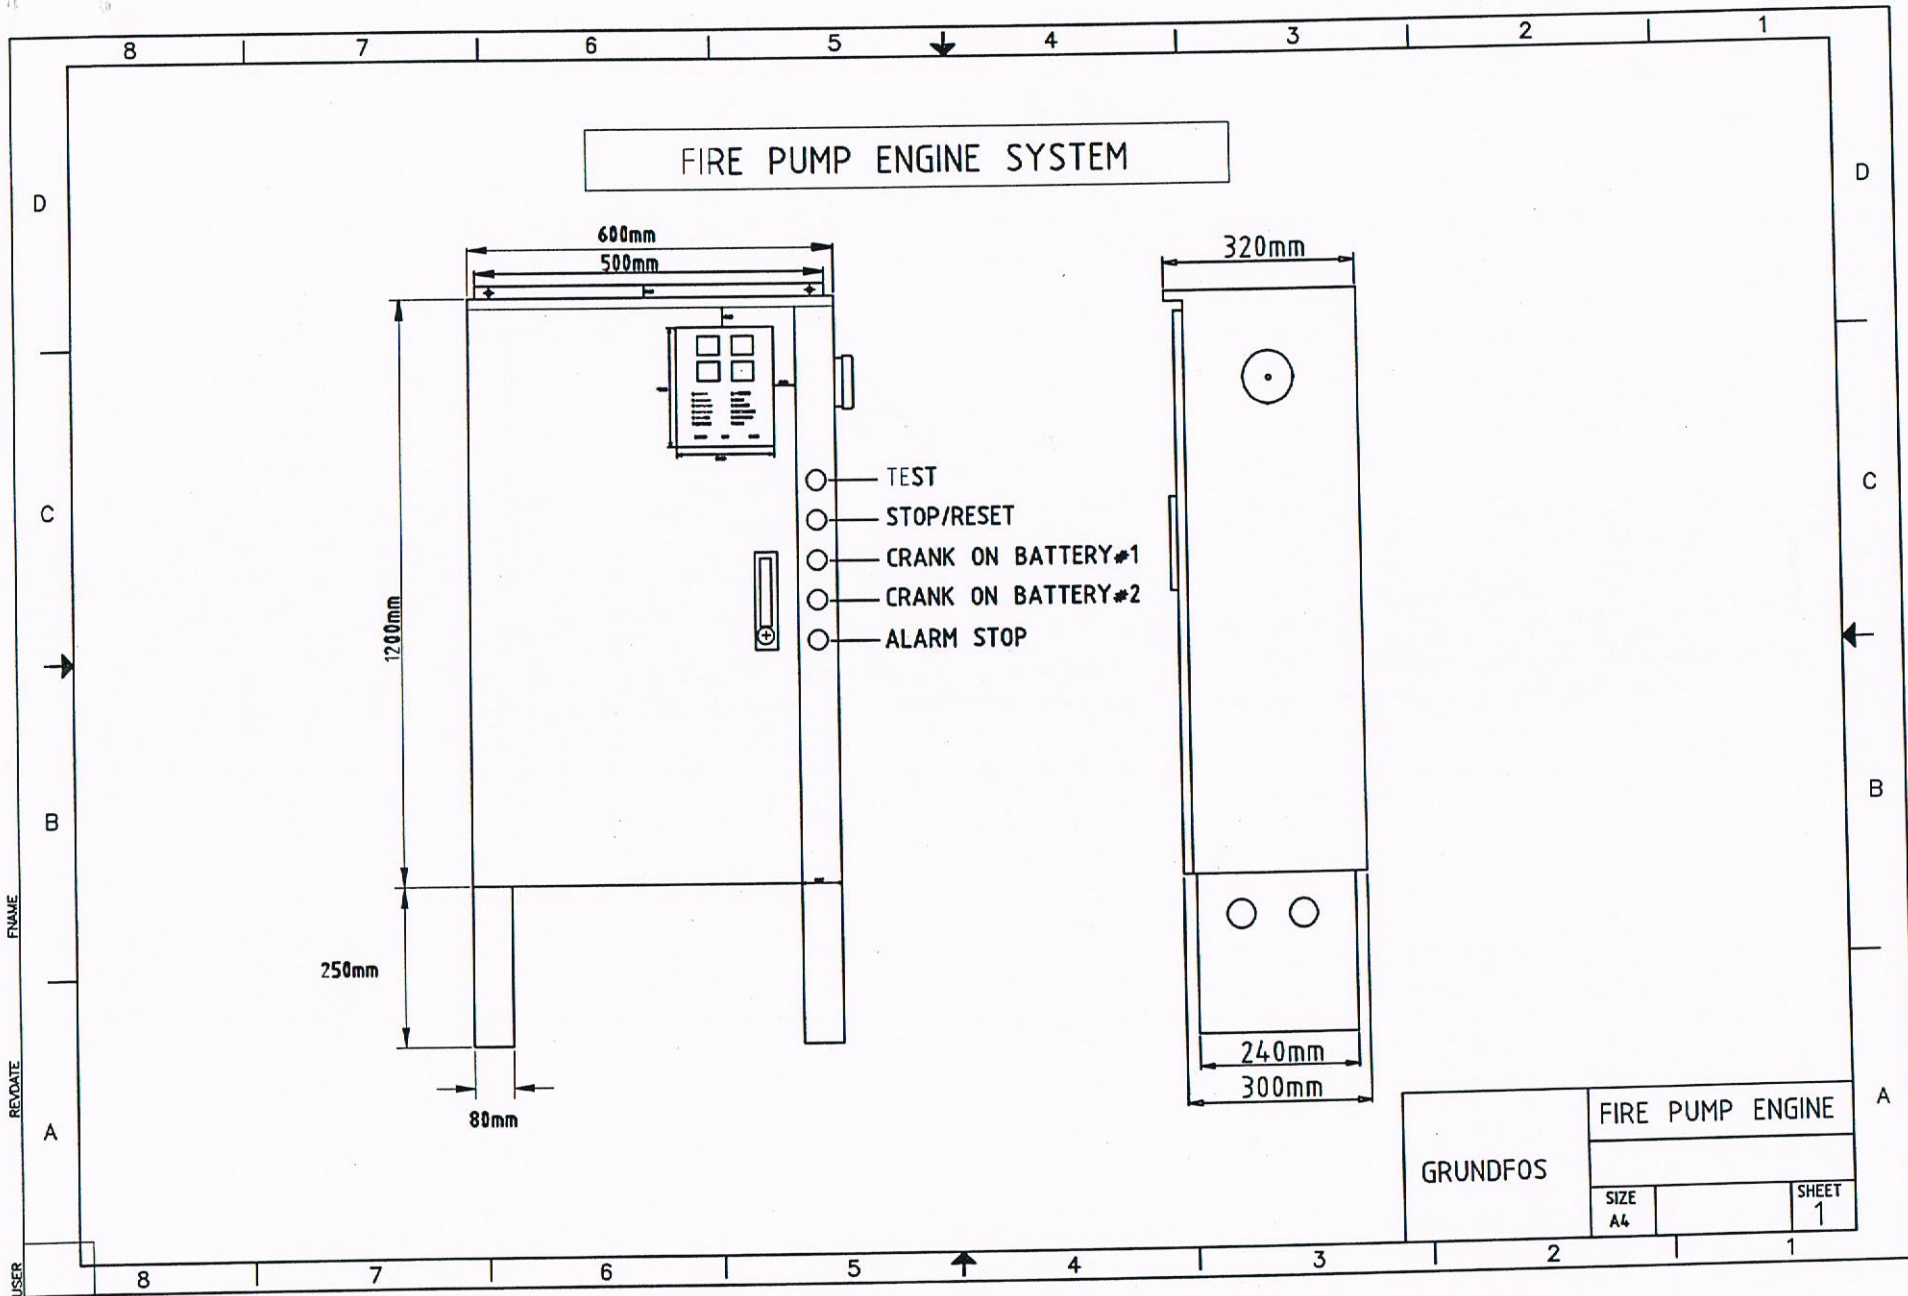 8 7 6 5 4 3 2 1
FIRE PUMP ENGINE SYSTEM
D
D
600mm
500mm
320mm
TEST
STOP/RESET
CRANK ON BATTERY#1
CRANK ON BATTERY#2
ALARM STOP
C
C
1200mm
B
B
250mm
80mm
240mm
300mm
A
A
FNAME
REVDATE
USER
GRUNDFOS
FIRE PUMP ENGINE
SIZE
A4
SHEET
1
8 7 6 5 4 3 2 1